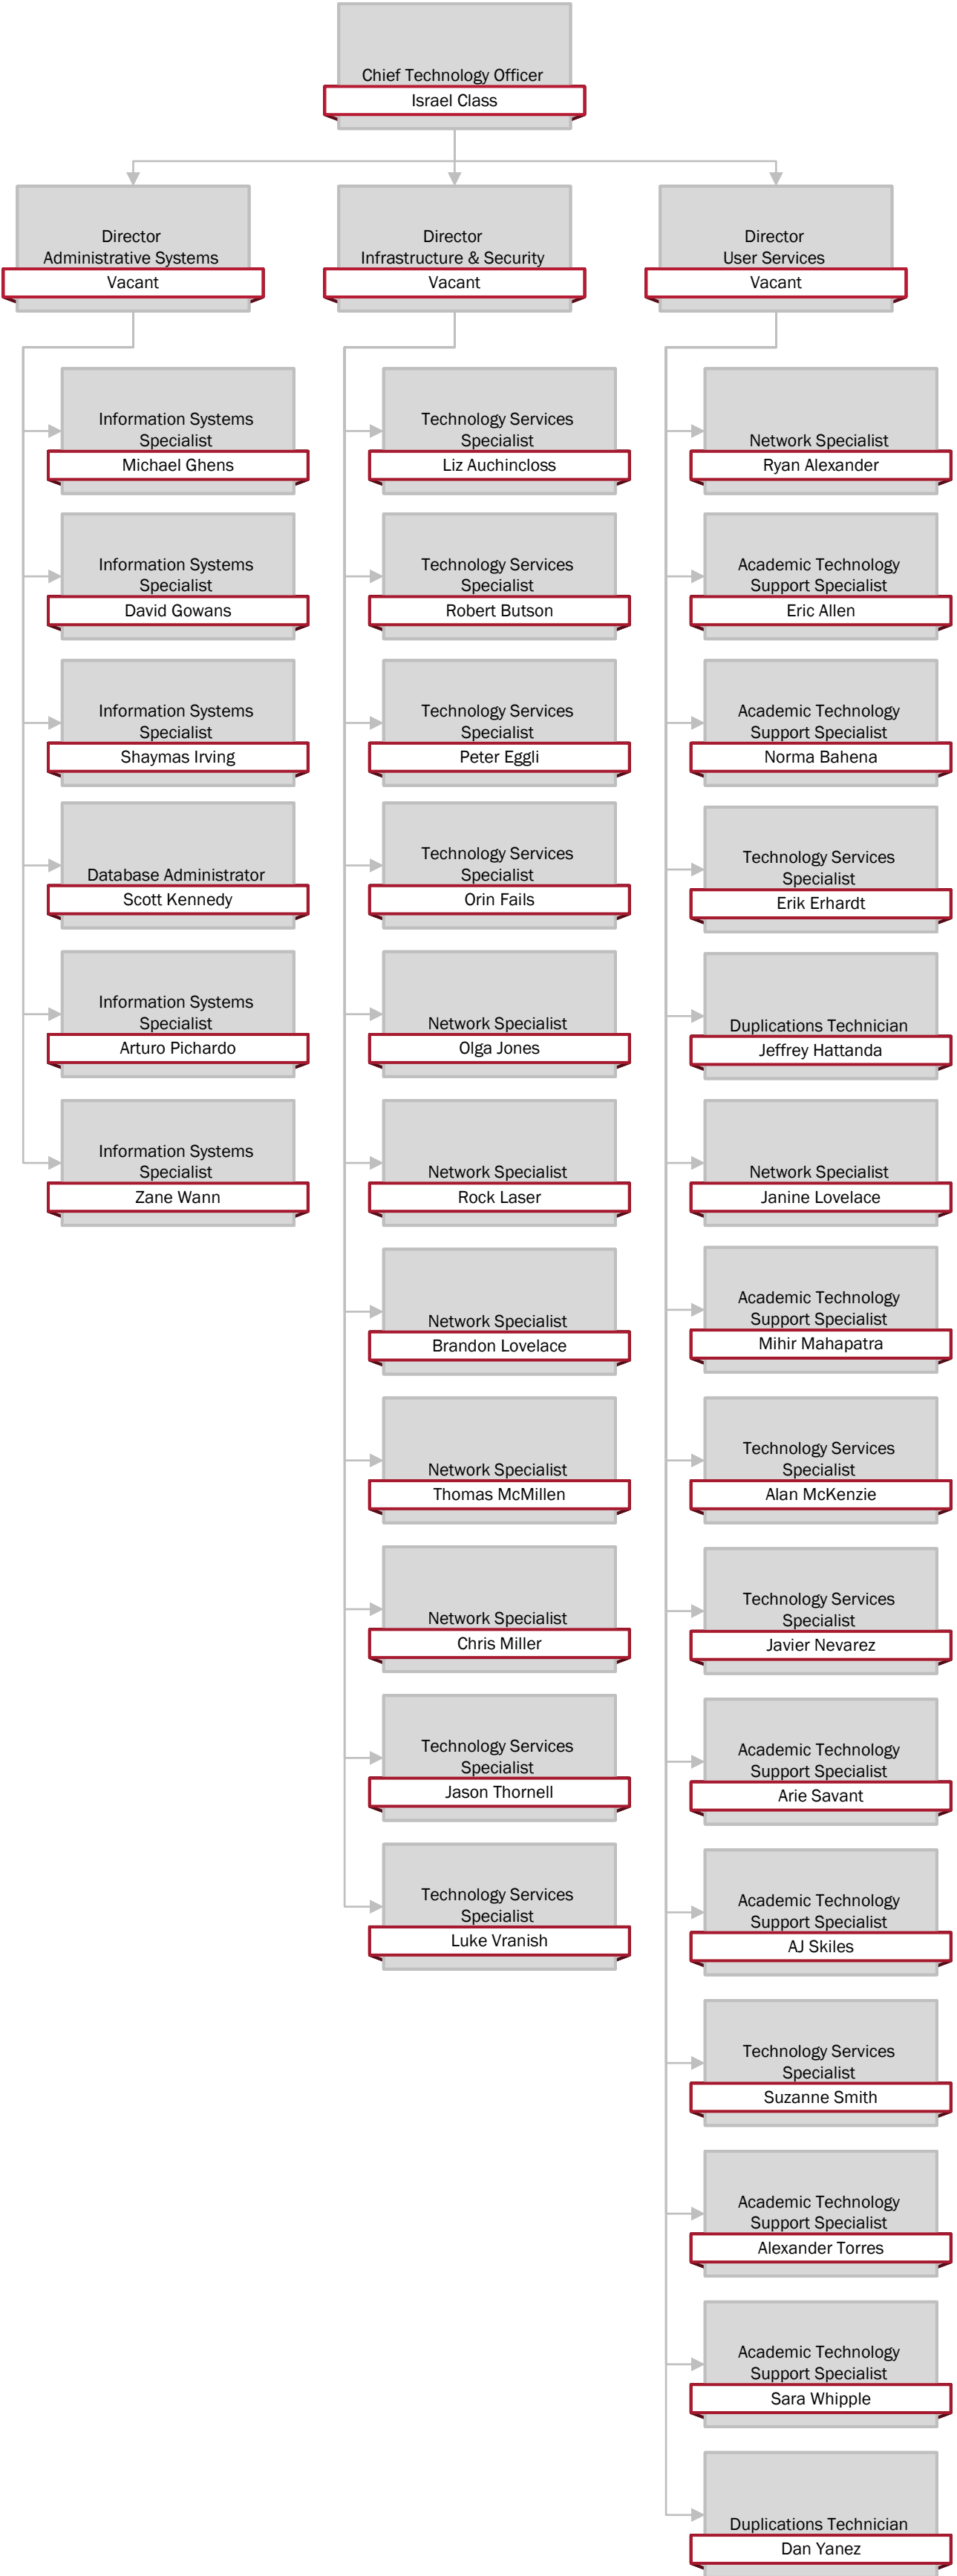 Chief Technology Officer
Israel Class
Director
Administrative Systems
Vacant
Director
Infrastructure & Security
Vacant
Director
User Services
Vacant
Information Systems
Specialist
Michael Ghens
Information Systems
Specialist
David Gowans
Information Systems
Specialist
Shaymas Irving
Database Administrator
Scott Kennedy
Information Systems
Specialist
Arturo Pichardo
Information Systems
Specialist
Zane Wann
Technology Services
Specialist
Liz Auchincloss
Technology Services
Specialist
Robert Butson
Technology Services
Specialist
Peter Eggli
Technology Services
Specialist
Orin Fails
Network Specialist
Olga Jones
Network Specialist
Rock Laser
Network Specialist
Brandon Lovelace
Network Specialist
Thomas McMillen
Network Specialist
Chris Miller
Technology Services
Specialist
Jason Thornell
Technology Services
Specialist
Luke Vranish
Network Specialist
Ryan Alexander
Academic Technology
Support Specialist
Eric Allen
Academic Technology
Support Specialist
Norma Bahena
Technology Services
Specialist
Erik Erhardt
Duplications Technician
Jeffrey Hattanda
Network Specialist
Janine Lovelace
Academic Technology
Support Specialist
Mihir Mahapatra
Technology Services
Specialist
Alan McKenzie
Technology Services
Specialist
Javier Nevarez
Academic Technology
Support Specialist
Arie Savant
Academic Technology
Support Specialist
AJ Skiles
Technology Services
Specialist
Suzanne Smith
Academic Technology
Support Specialist
Alexander Torres
Academic Technology
Support Specialist
Sara Whipple
Duplications Technician
Dan Yanez